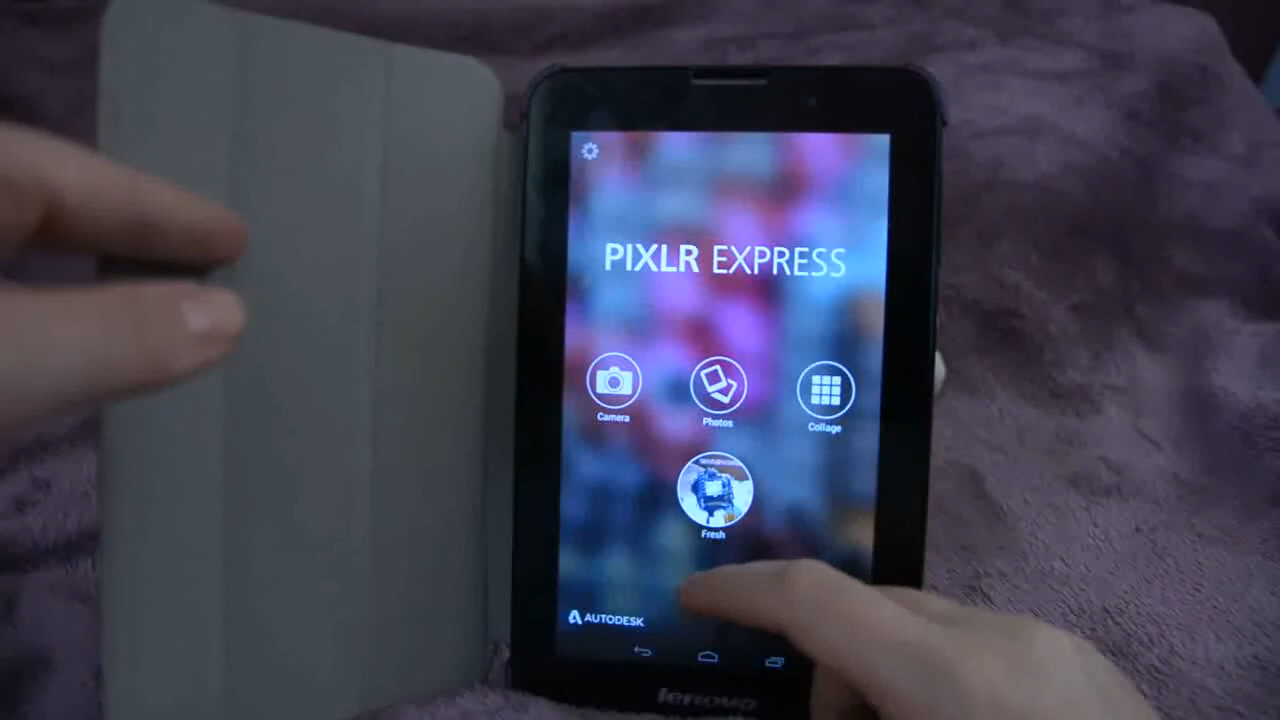 PIXLR EXPRESS
Camera
Photos
Collage
Fresh
AUTODESK
lenovo